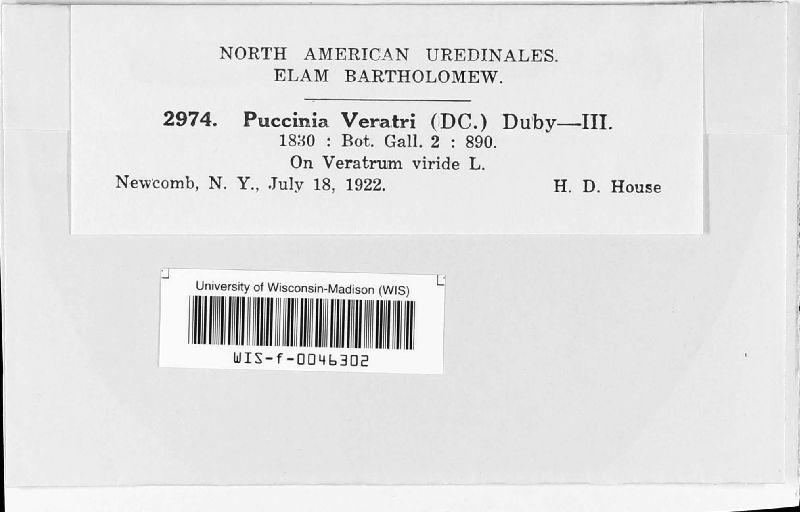 NORTH AMERICAN UREDINALES.
ELAM BARTHOLOMEW.
2974. Puccinia Veratri (DC.) Duby—III.
1830 : Bot. Gall. 2 : 890.
On Veratrum viride L.
Newcomb, N. Y., July 18, 1922. H. D. House
University of Wisconsin-Madison (WIS)
WIS-f-0046302